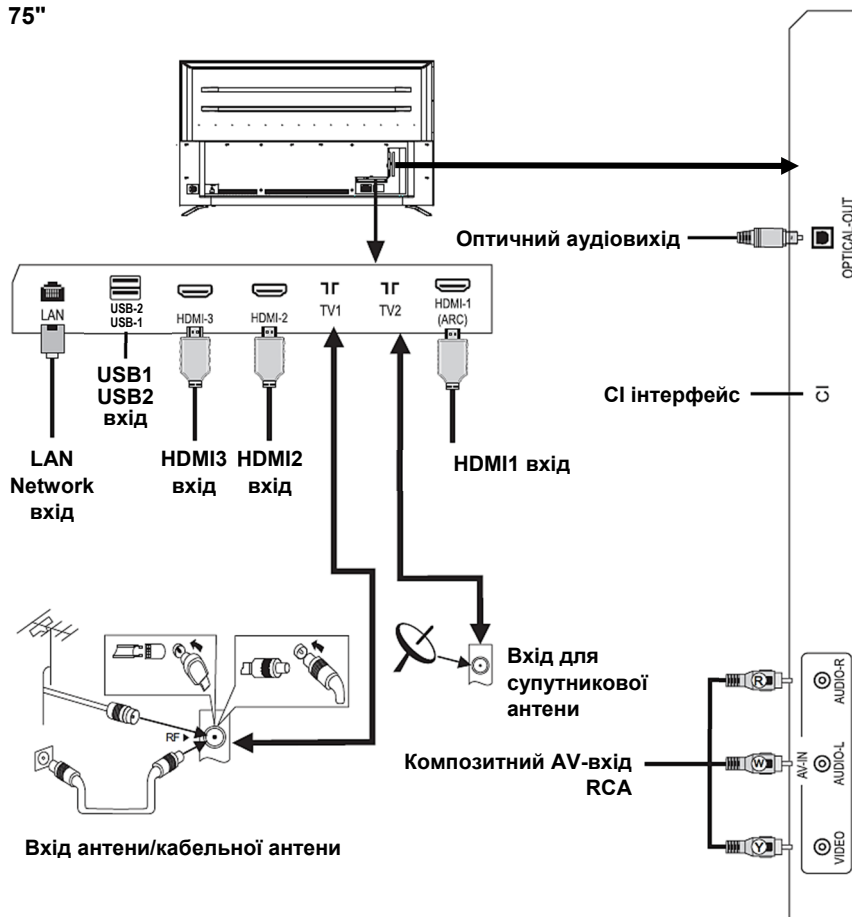 75"
Оптичний аудіовихід
OPTICAL-OUT
LAN
USB-2
USB-1
HDMI-3
HDMI-2
TV1
TV2
HDMI-1
(ARC)
USB1
USB2
вхід
CI інтерфейс
CI
LAN
Network
вхід
HDMI3
вхід
HDMI2
вхід
HDMI1 вхід
RF
Вхід для
супутникової
антени
Композитний AV-вхід
RCA
R
W
Y
AV-IN
AUDIO-R
AUDIO-L
VIDEO
Вхід антени/кабельної антени